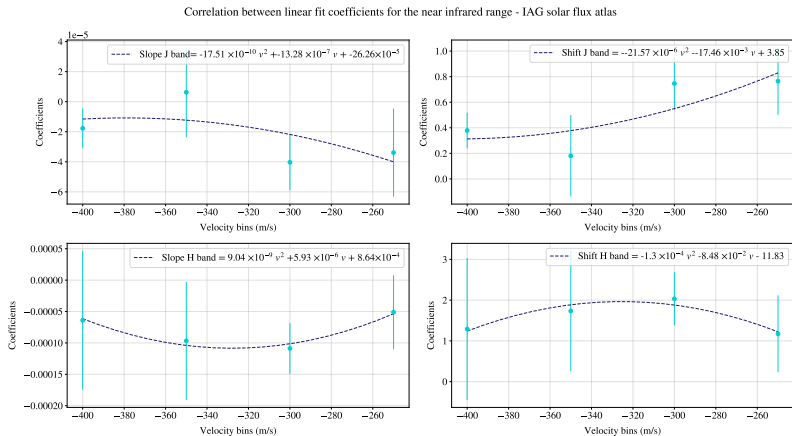 Correlation between linear fit coefficients for the near infrared range - IAG solar flux atlas
1e−5
Slope J band= -17.51 ×10⁻¹⁰ v² +-13.28 ×10⁻⁷ v + -26.26×10⁻⁵
4
2
0
−2
−4
−6
Coefficients
−400 −380 −360 −340 −320 −300 −280 −260
Velocity bins (m/s)
Shift J band = --21.57 ×10⁻⁶ v² --17.46 ×10⁻³ v + 3.85
1.0
0.8
0.6
0.4
0.2
0.0
Coefficients
−400 −380 −360 −340 −320 −300 −280 −260
Velocity bins (m/s)
Slope H band = 9.04 ×10⁻⁹ v² +5.93 ×10⁻⁶ v + 8.64×10⁻⁴
0.00005
0.00000
−0.00005
−0.00010
−0.00015
−0.00020
Coefficients
−400 −380 −360 −340 −320 −300 −280 −260
Velocity bins (m/s)
Shift H band = -1.3 ×10⁻⁴ v² -8.48 ×10⁻² v - 11.83
3
2
1
0
Coefficients
−400 −380 −360 −340 −320 −300 −280 −260
Velocity bins (m/s)